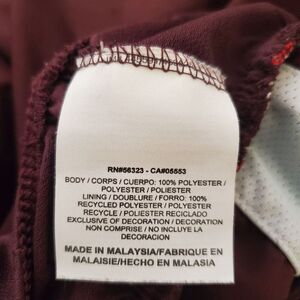 RN#56323 - CA#05553
BODY / CORPS / CUERPO: 100% POLYESTER /
POLYESTER / POLIESTER
LINING / DOUBLURE / FORRO: 100%
RECYCLED POLYESTER / POLYESTER
RECYCLE / POLIESTER RECICLADO
EXCLUSIVE OF DECORATION / DECORATION
NON COMPRISE / NO INCLUYE LA
DECORACION
MADE IN MALAYSIA/FABRIQUE EN
MALAISIE/HECHO EN MALASIA